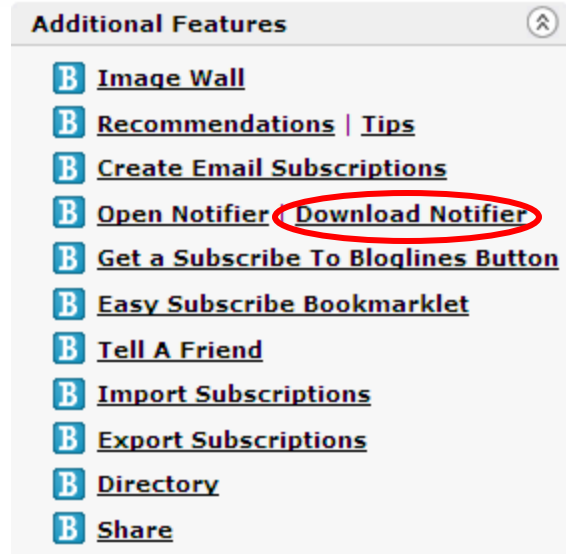 Additional Features
B Image Wall
B Recommendations | Tips
B Create Email Subscriptions
B Open Notifier | Download Notifier
B Get a Subscribe To Bloglines Button
B Easy Subscribe Bookmarklet
B Tell A Friend
B Import Subscriptions
B Export Subscriptions
B Directory
B Share